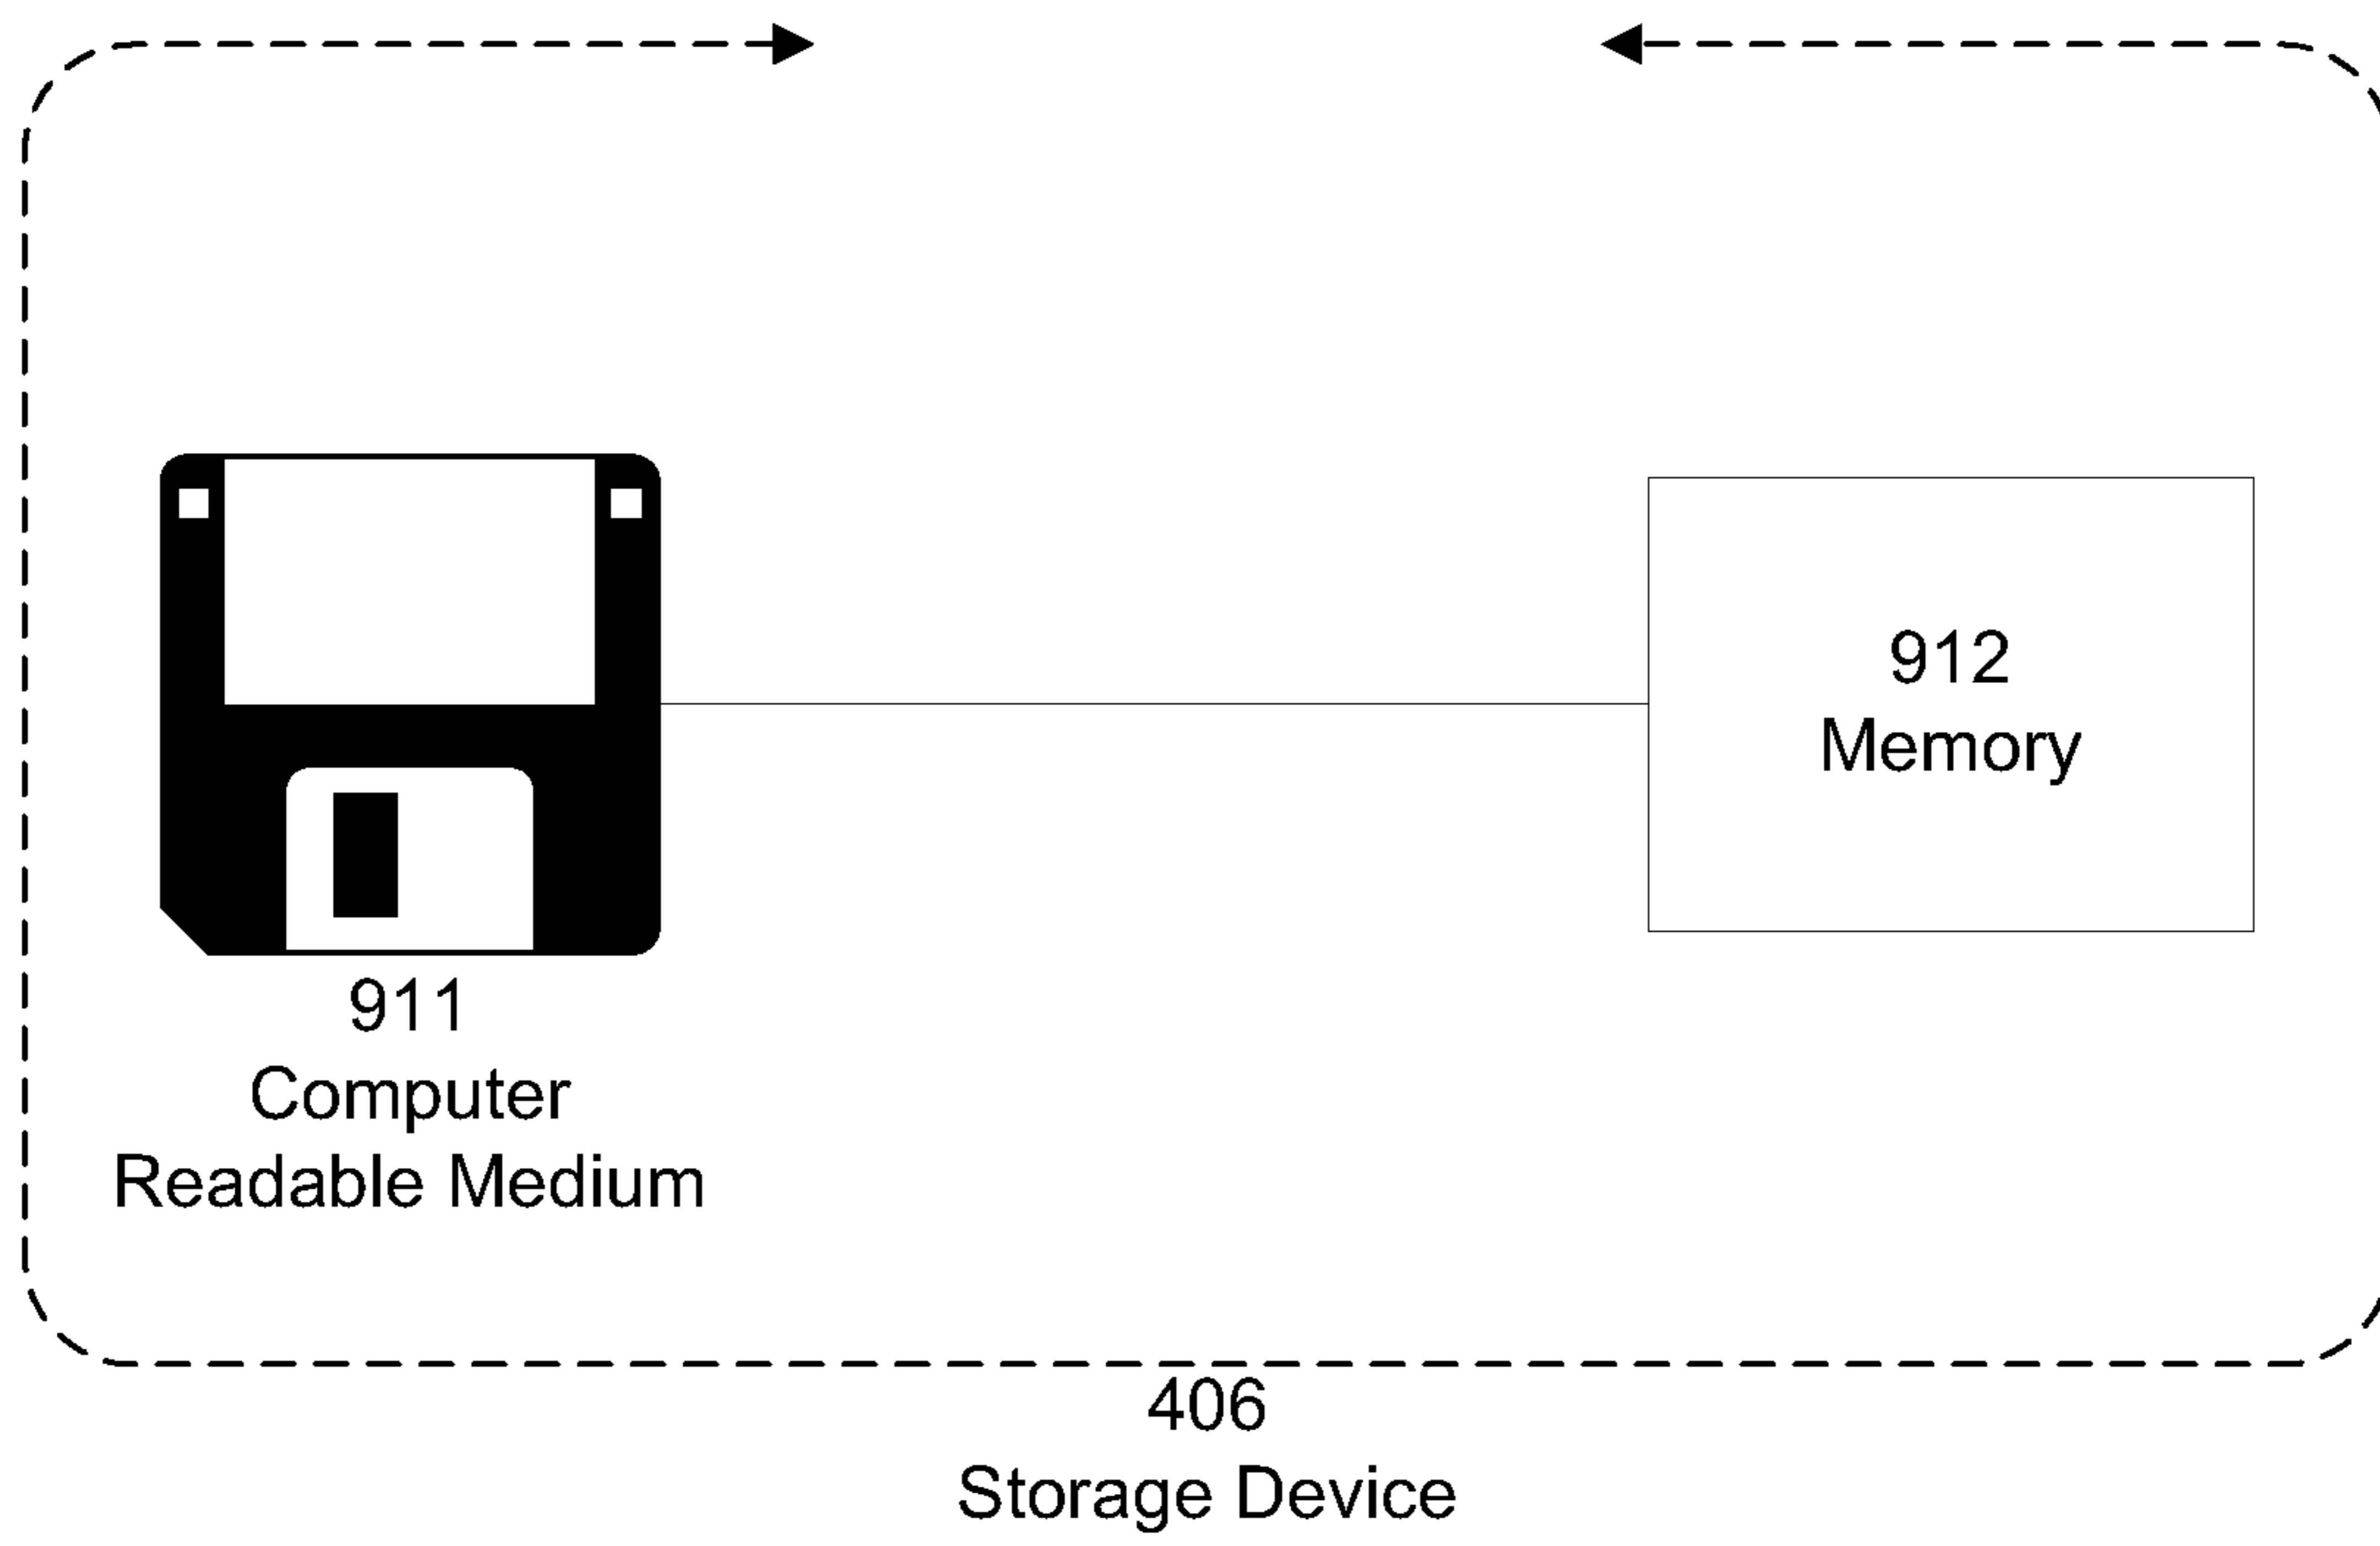 912
Memory
911
Computer
Readable Medium
406
Storage Device